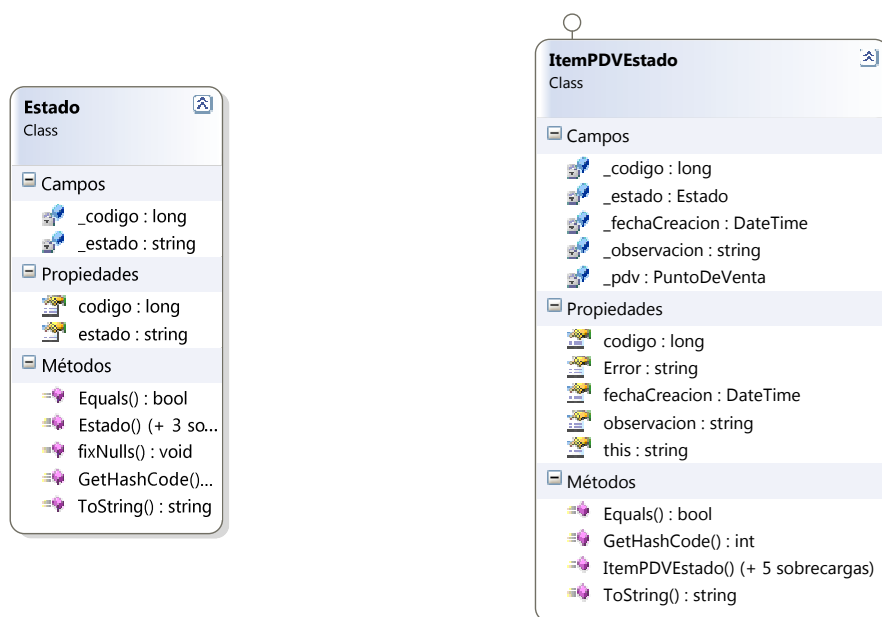 Estado
Class
Campos
_codigo : long
_estado : string
Propiedades
codigo : long
estado : string
Métodos
Equals() : bool
Estado() (+ 3 so...
fixNulls() : void
GetHashCode()...
ToString() : string
ItemPDVEstado
Class
Campos
_codigo : long
_estado : Estado
_fechaCreacion : DateTime
_observacion : string
_pdv : PuntoDeVenta
Propiedades
codigo : long
Error : string
fechaCreacion : DateTime
observacion : string
this : string
Métodos
Equals() : bool
GetHashCode() : int
ItemPDVEstado() (+ 5 sobrecargas)
ToString() : string